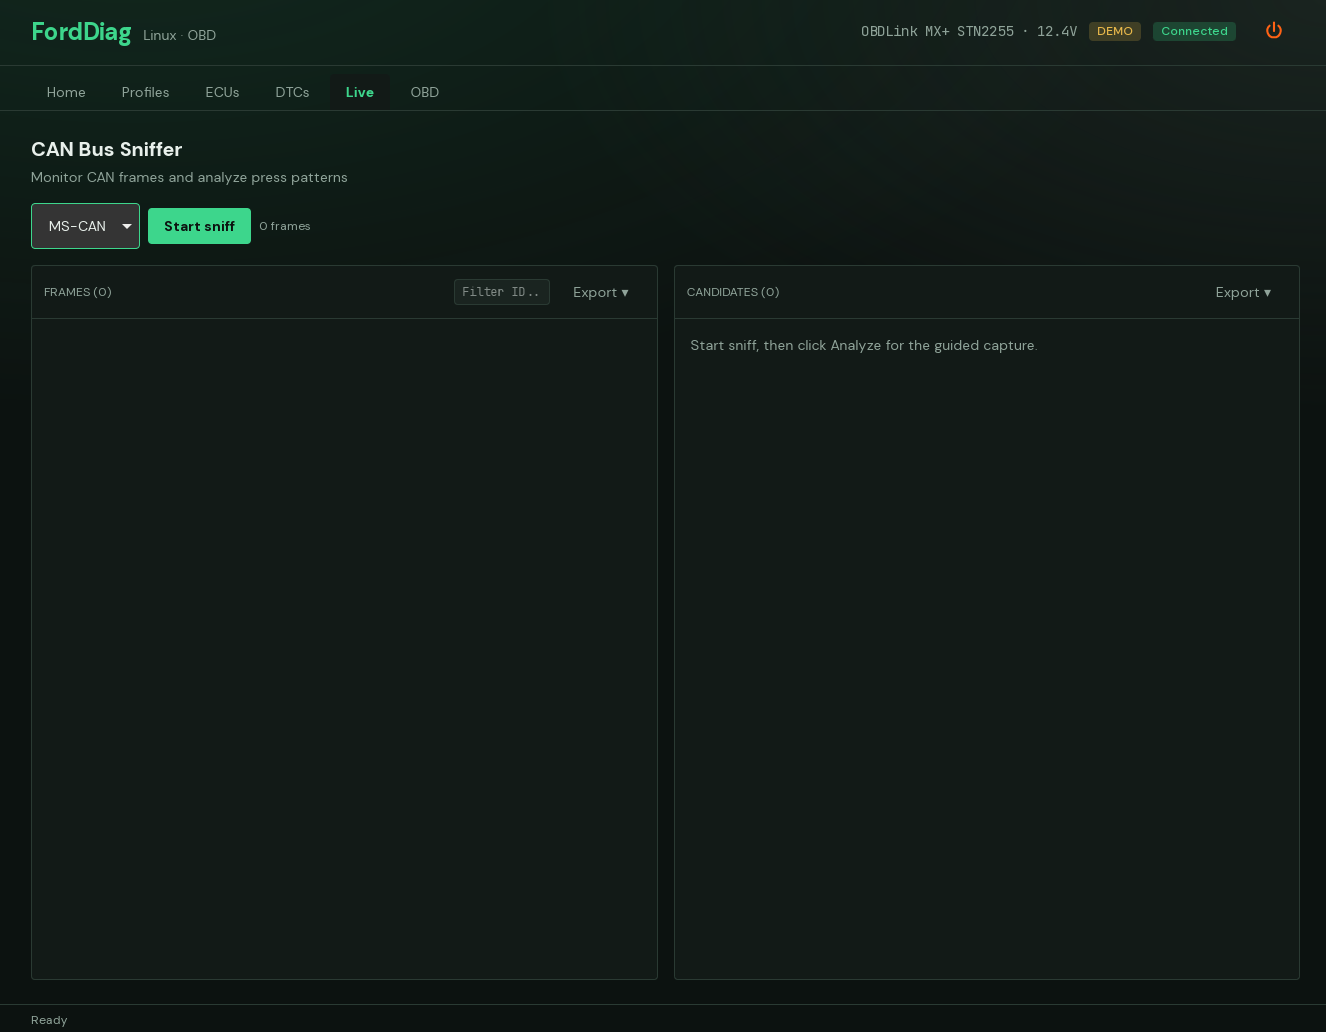 FordDiag Linux · OBD
OBDLink MX+ STN2255 · 12.4V DEMO Connected
Home Profiles ECUs DTCs Live OBD
CAN Bus Sniffer
Monitor CAN frames and analyze press patterns
MS-CAN Start sniff 0 frames
FRAMES (0) Filter ID.. Export ▾
CANDIDATES (0) Export ▾
Start sniff, then click Analyze for the guided capture.
Ready